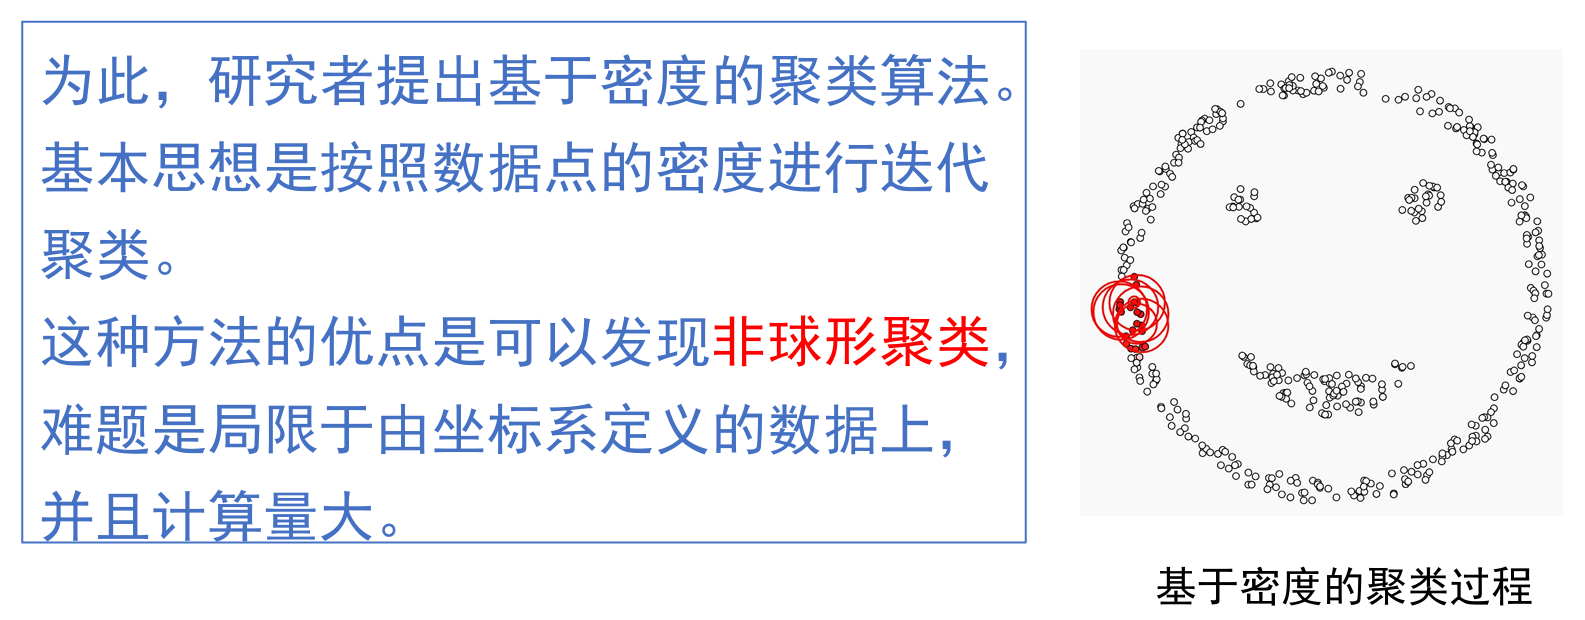 为此，研究者提出基于密度的聚类算法。
基本思想是按照数据点的密度进行迭代
聚类。
这种方法的优点是可以发现非球形聚类，
难题是局限于由坐标系定义的数据上，
并且计算量大。
基于密度的聚类过程